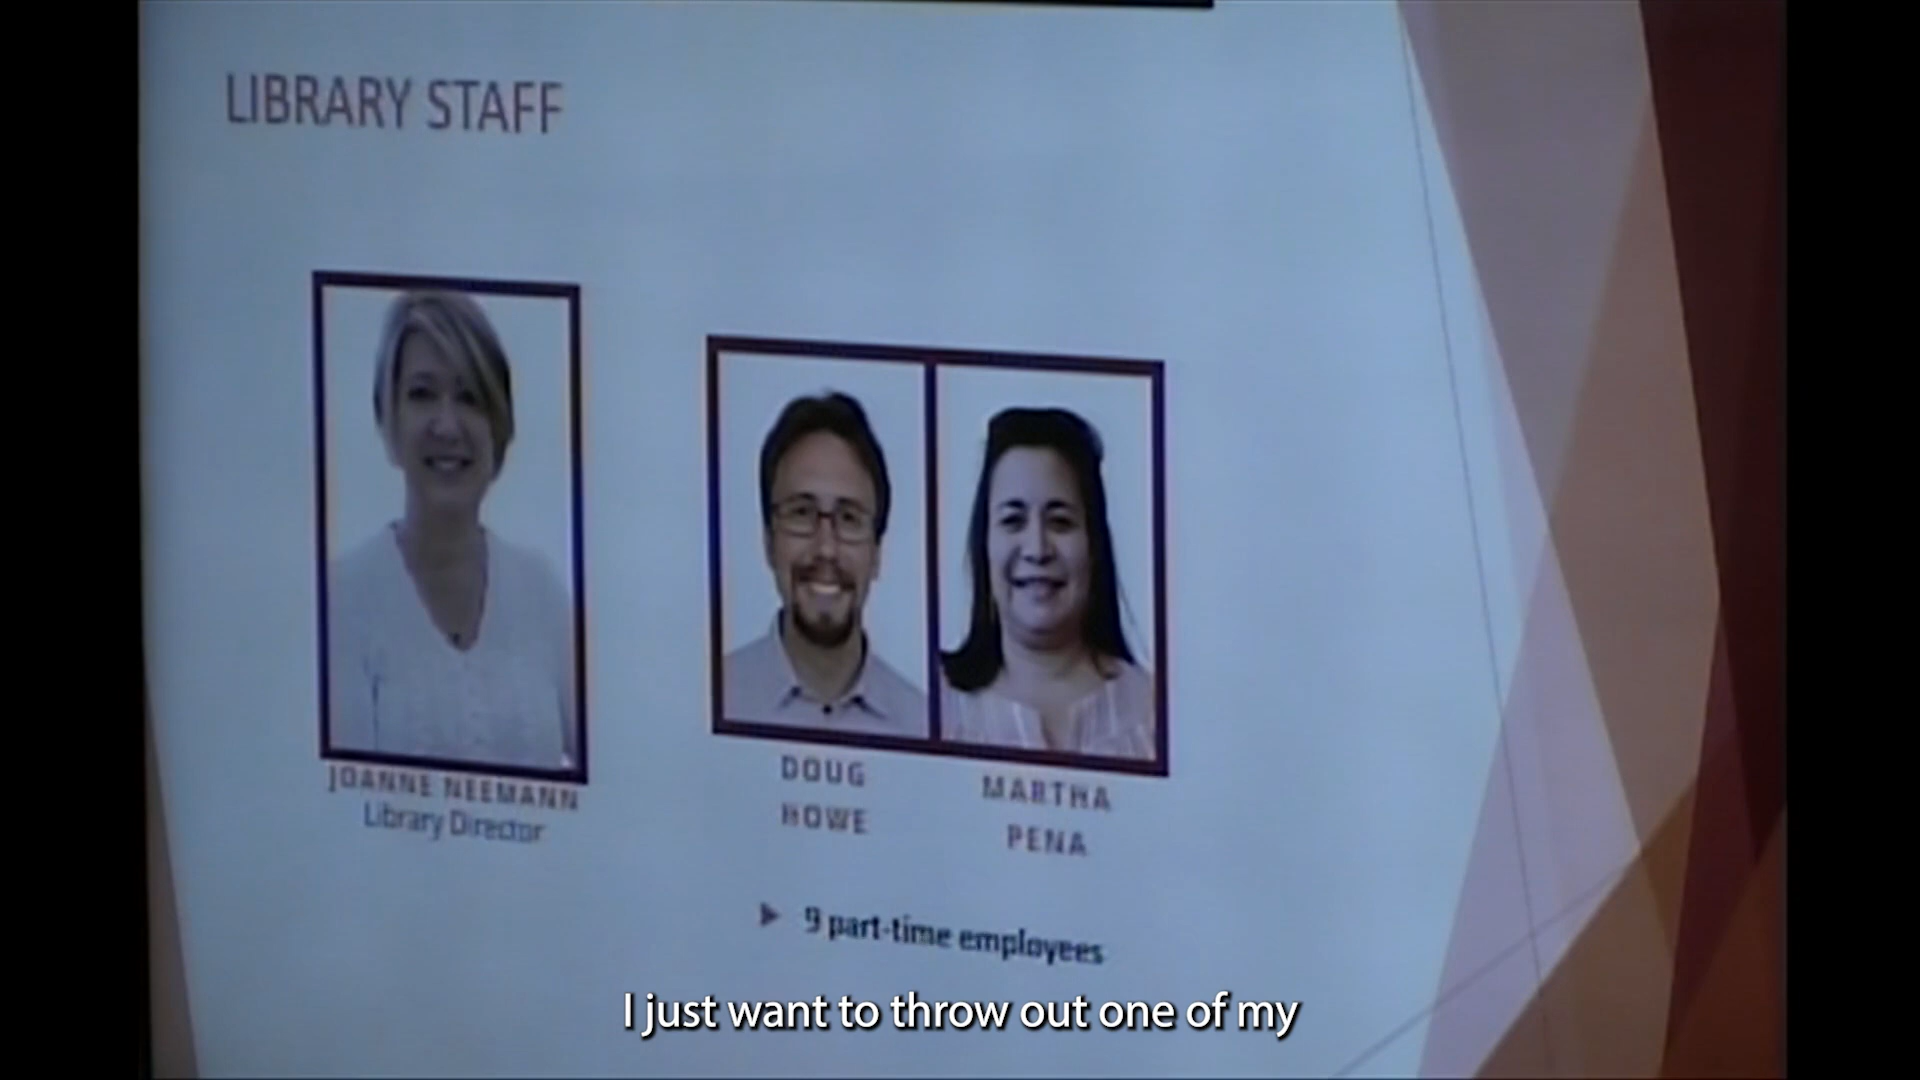 LIBRARY STAFF
JOANNE NEEMANN
Library Director
DOUG
HOWE
MARTHA
PENA
9 part-time employees
I just want to throw out one of my